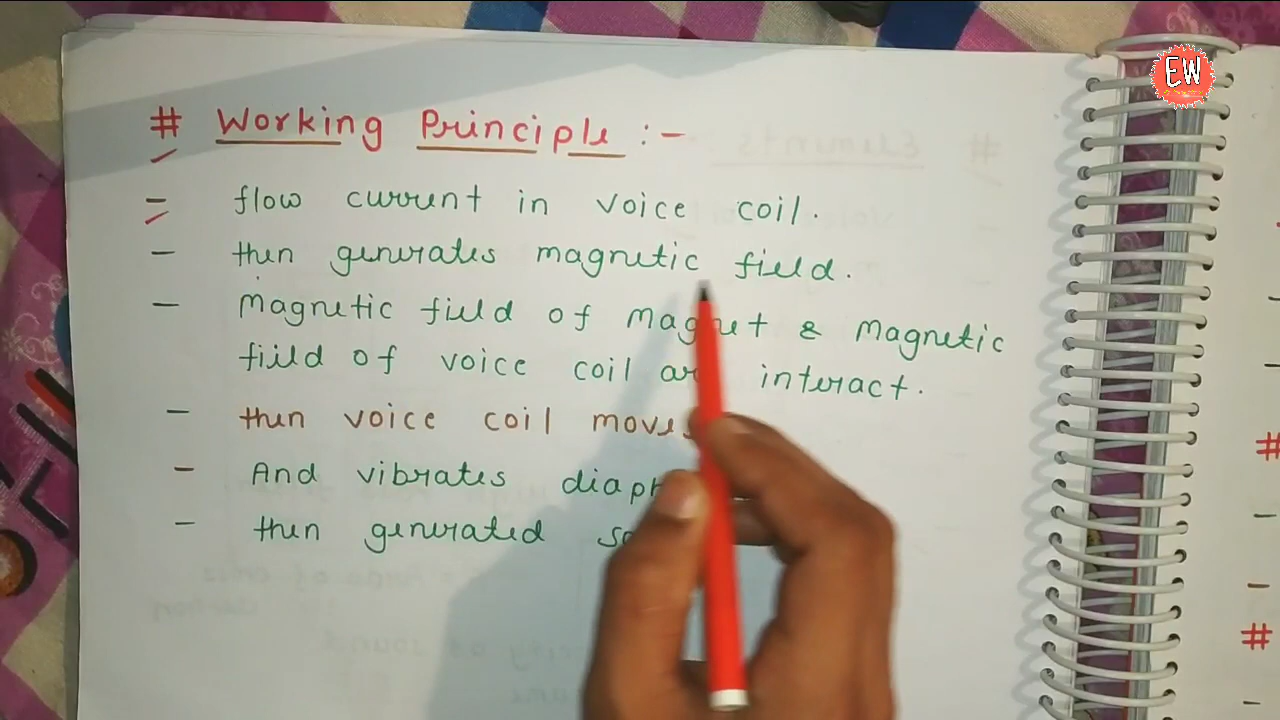 # Working Principle :-
- flow current in voice coil.
- then generates magnetic field.
- Magnetic field of magnet & Magnetic
field of voice coil are interact.
- then voice coil moves
- And vibrates
- then generated
EW